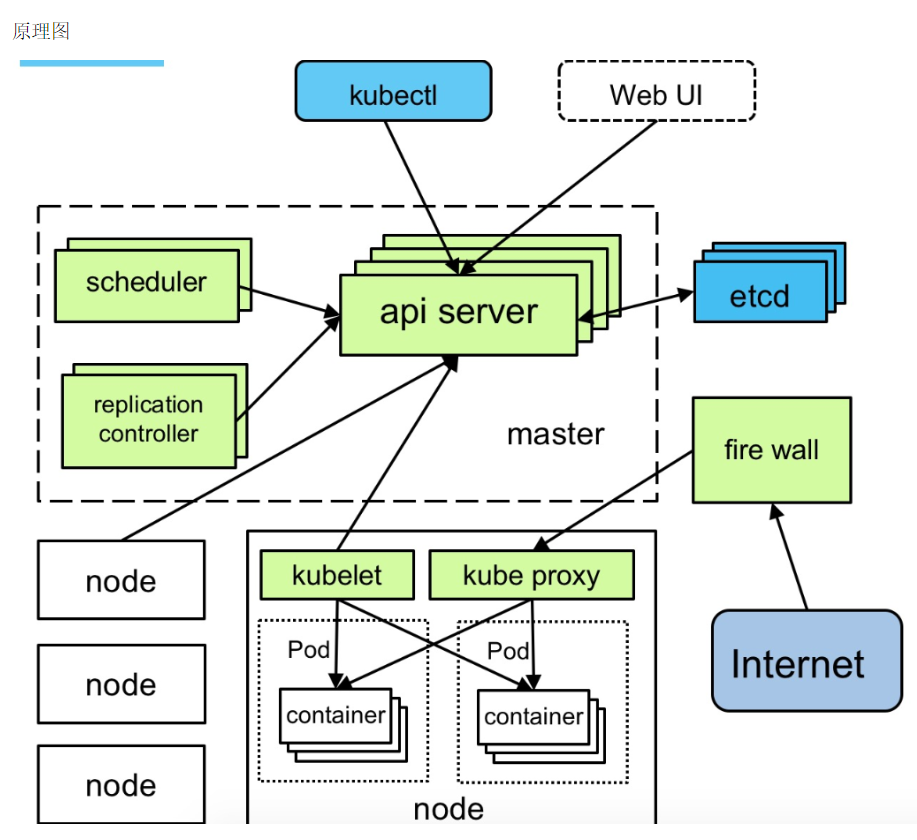 原理图
kubectl
Web UI
scheduler
api server
etcd
replication
controller
master
fire wall
node
kubelet
kube proxy
Pod
Pod
node
container
container
Internet
node
node